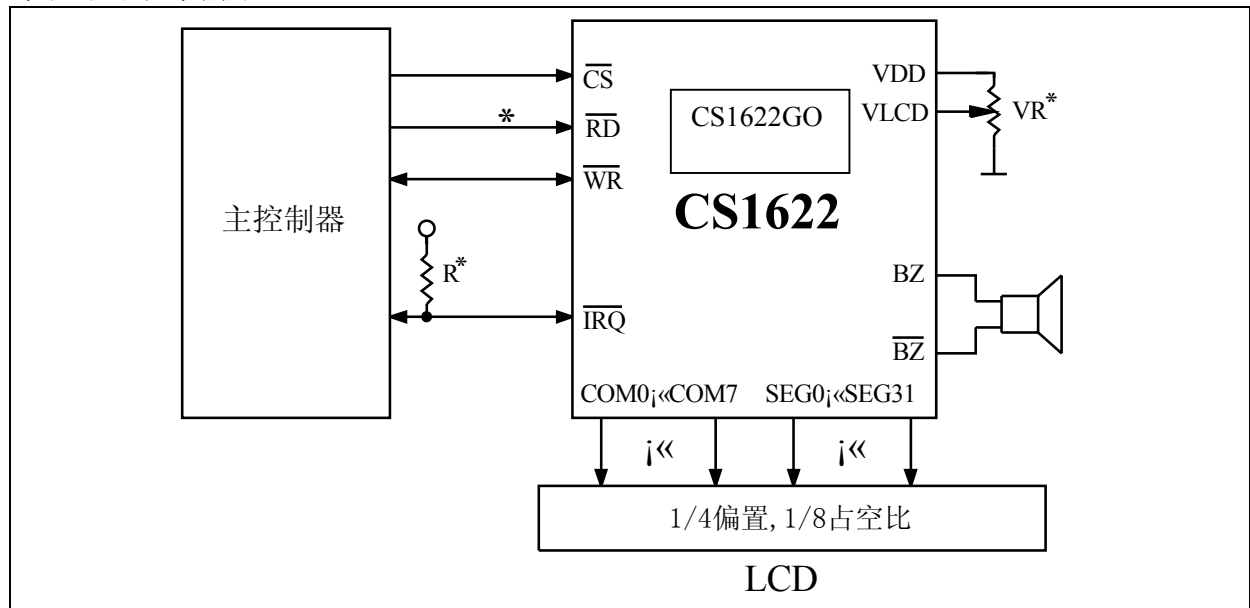 主控制器
*
R*
CS
RD
WR
IRQ
CS1622GO
CS1622
VDD
VLCD
VR*
BZ
BZ
COM0¡«COM7 SEG0¡«SEG31
¡« ¡«
1/4偏置,1/8占空比
LCD